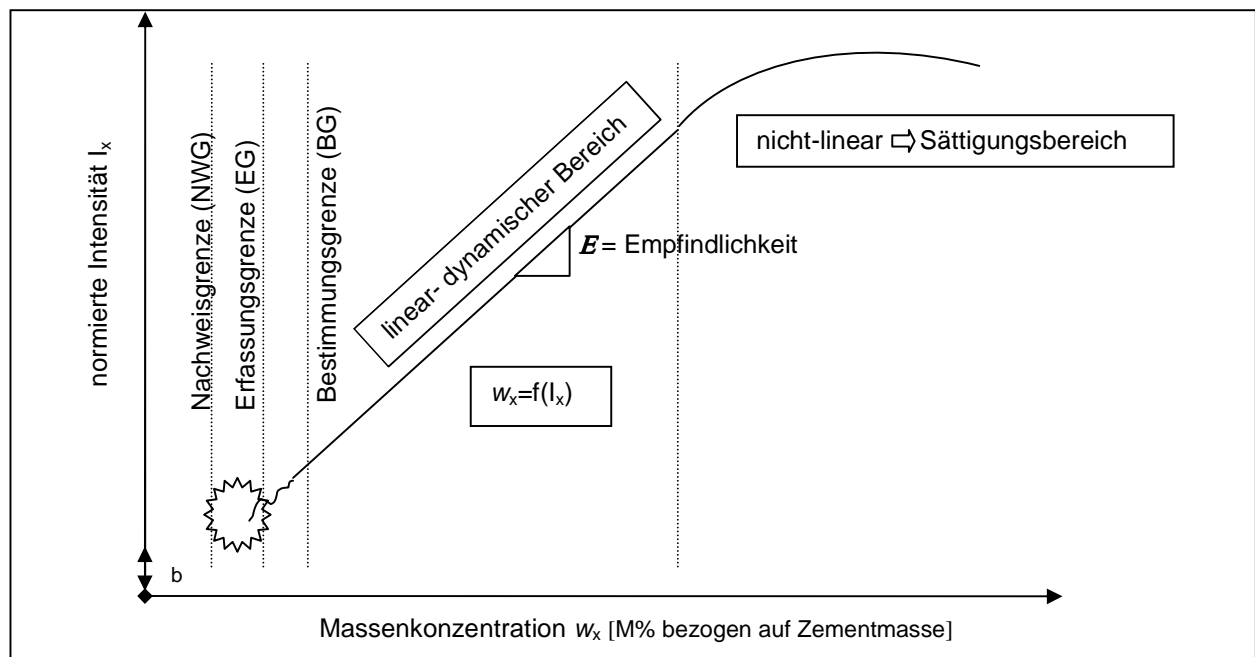 normierte Intensität Iₓ
Nachweisgrenze (NWG)
Erfassungsgrenze (EG)
Bestimmungsgrenze (BG)
linear- dynamischer Bereich
nicht-linear ⇨ Sättigungsbereich
E = Empfindlichkeit
wₓ=f(Iₓ)
b
Massenkonzentration wₓ [M% bezogen auf Zementmasse]